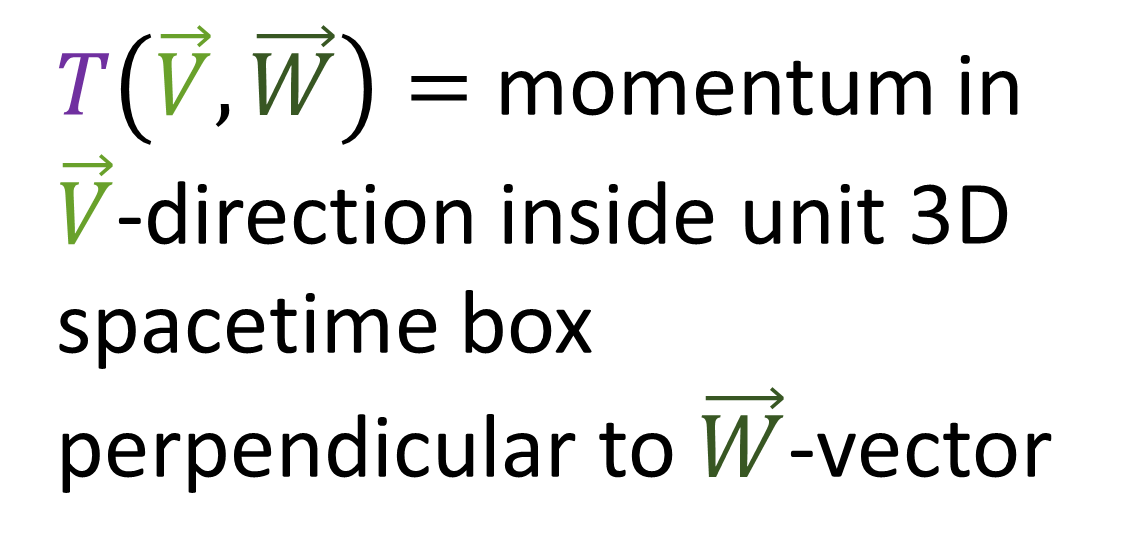 T(V⃗, W⃗) = momentum in
V⃗-direction inside unit 3D
spacetime box
perpendicular to W⃗-vector